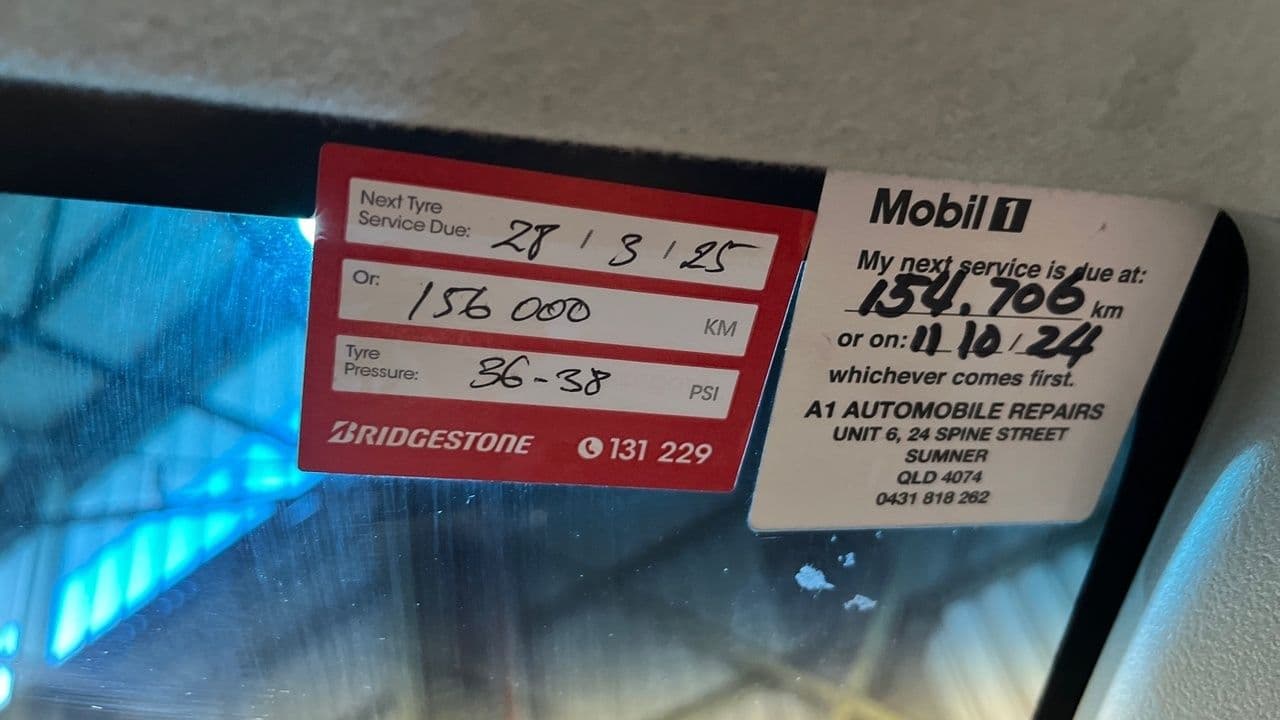 Next Tyre
Service Due: 28 / 3 / 25
Or: 156 000 KM
Tyre
Pressure: 36-38 PSI
BRIDGESTONE 131 229
Mobil 1
My next service is due at:
154.706 km
or on: 11 10 / 24
whichever comes first.
A1 AUTOMOBILE REPAIRS
UNIT 6, 24 SPINE STREET
SUMNER
QLD 4074
0431 818 262